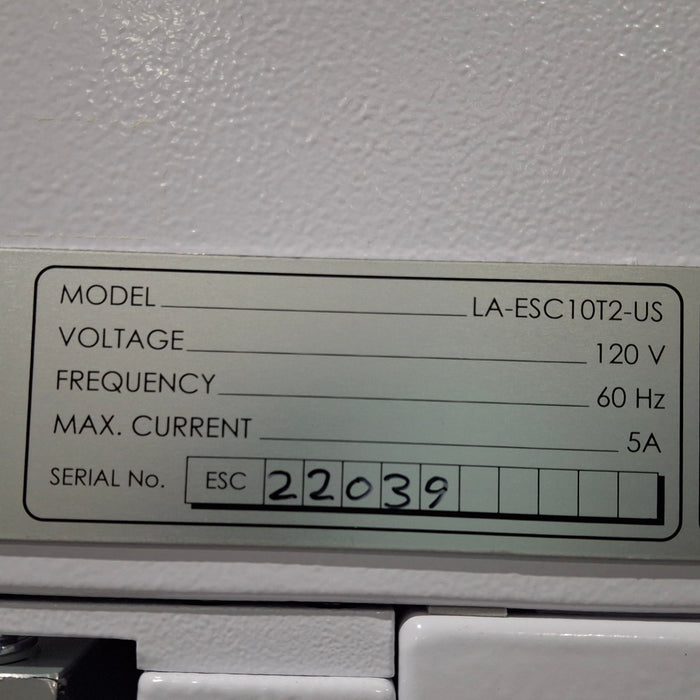 MODEL LA-ESC10T2-US
VOLTAGE 120 V
FREQUENCY 60 Hz
MAX. CURRENT 5A
SERIAL No. ESC 22039